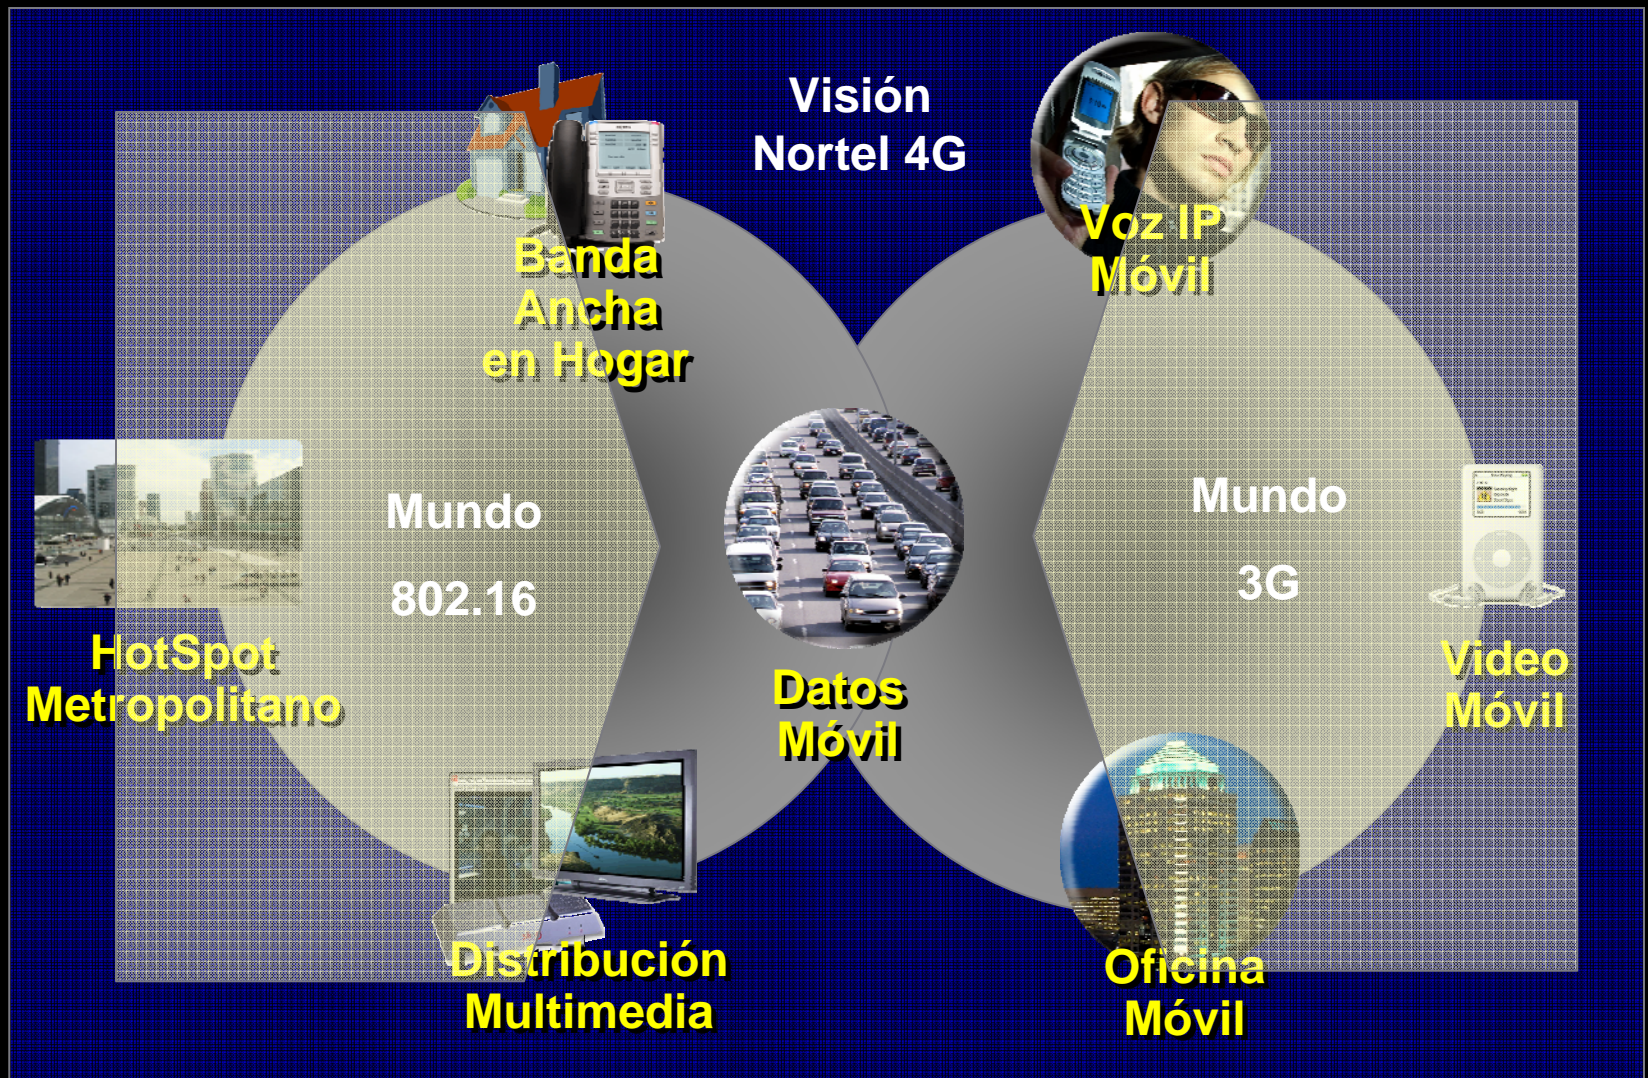 Visión
Nortel 4G
Banda
Ancha
en Hogar
Voz IP
Móvil
Mundo
802.16
Mundo
3G
HotSpot
Metropolitano
Datos
Móvil
Video
Móvil
Distribución
Multimedia
Oficina
Móvil